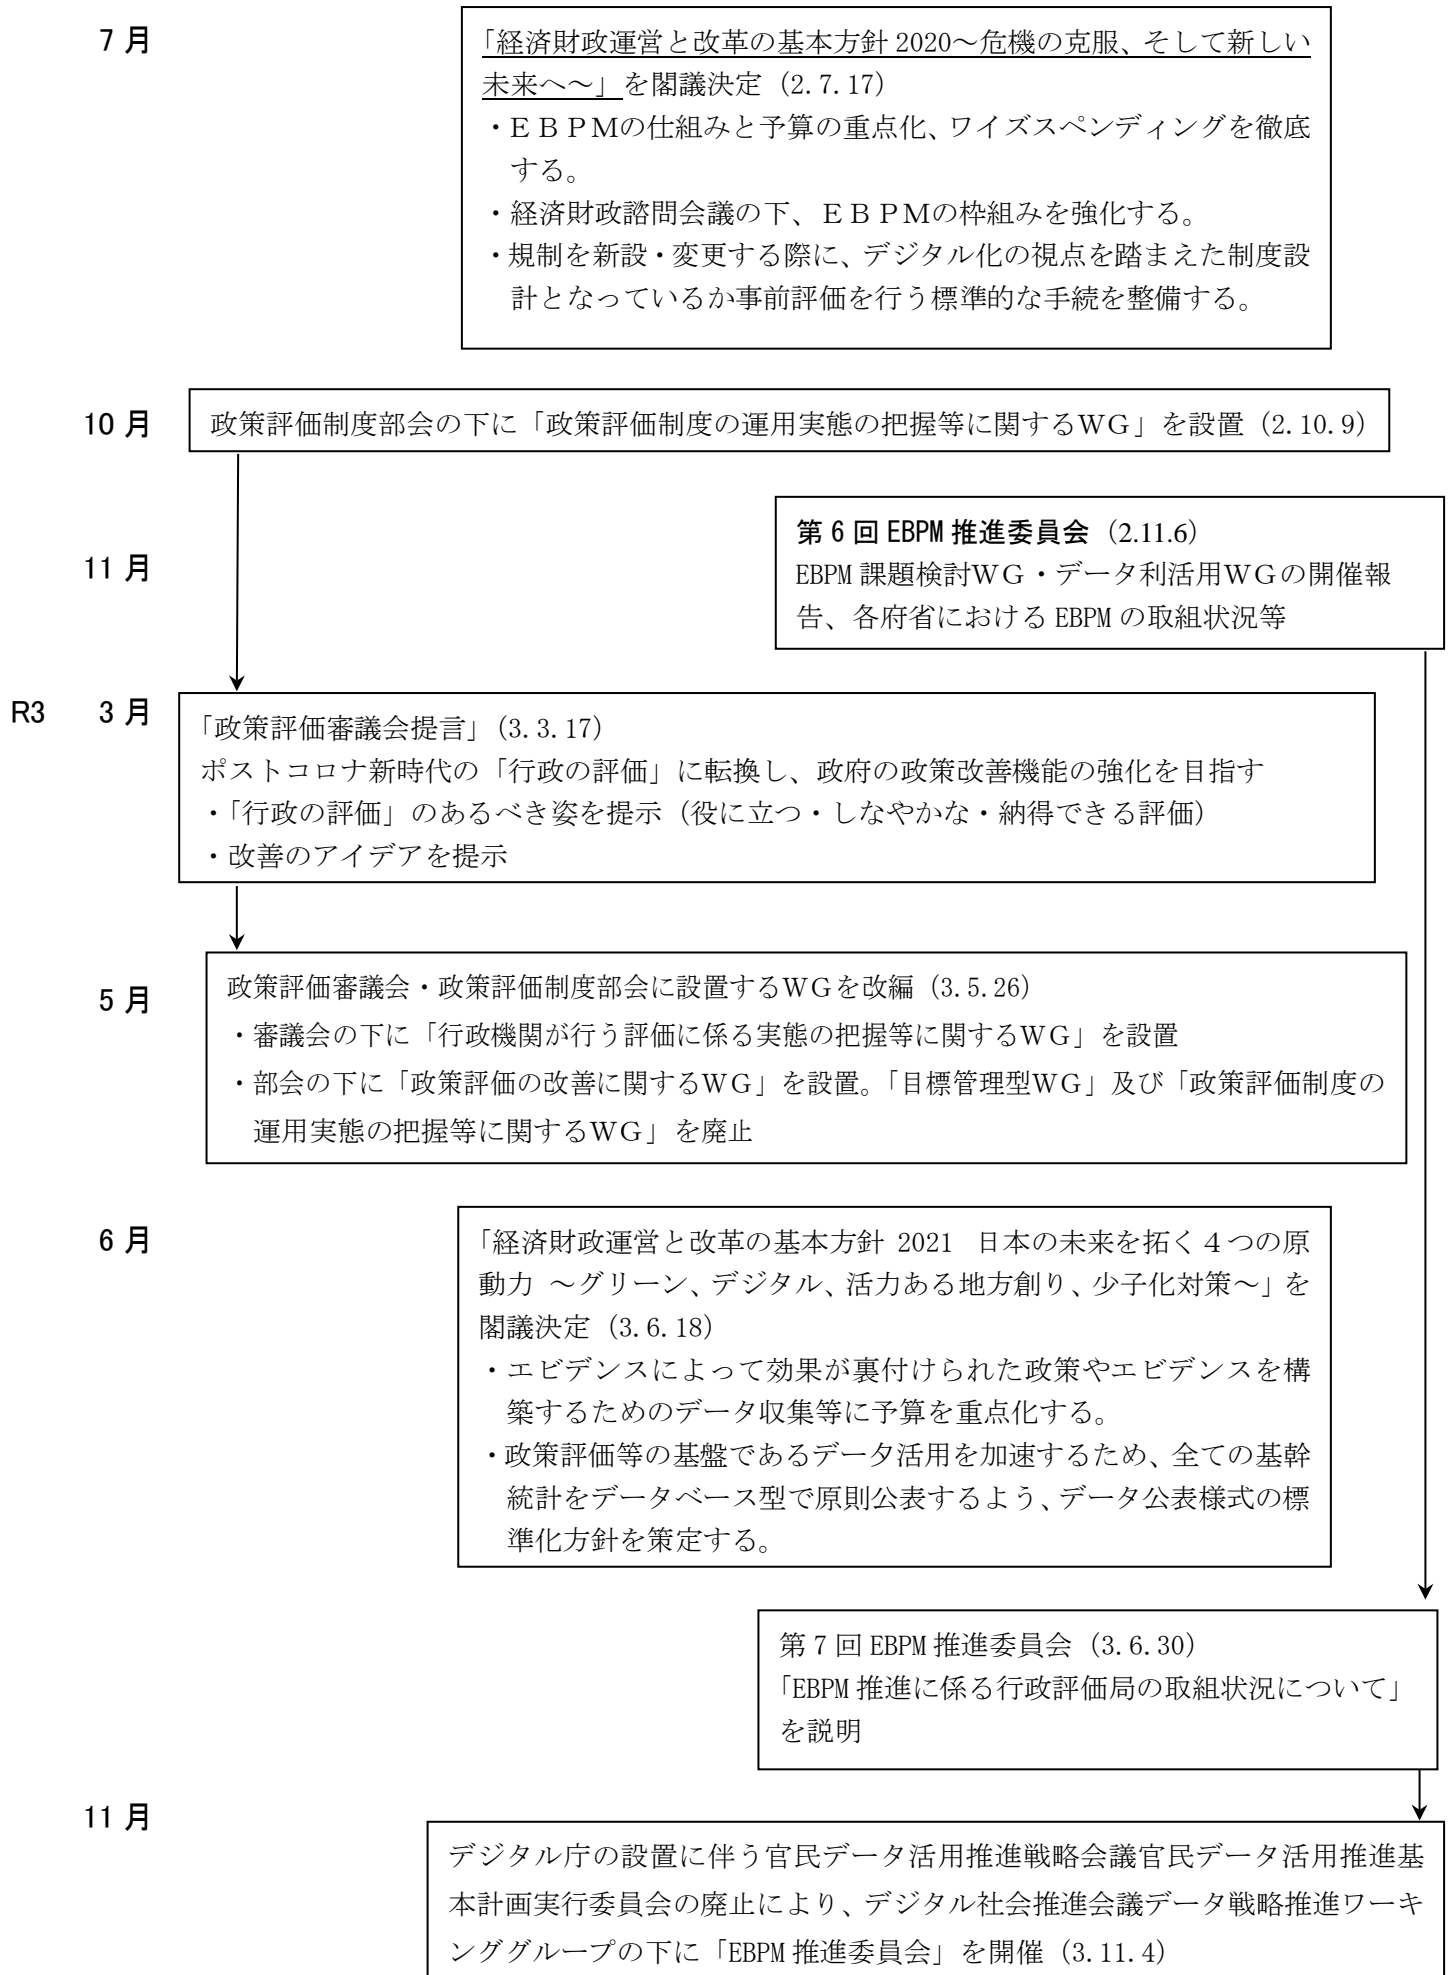 7 月
「経済財政運営と改革の基本方針 2020～危機の克服、そして新しい
未来へ～」を閣議決定（2.7.17）
・ＥＢＰＭの仕組みと予算の重点化、ワイズスペンディングを徹底
する。
・経済財政諮問会議の下、ＥＢＰＭの枠組みを強化する。
・規制を新設・変更する際に、デジタル化の視点を踏まえた制度設
計となっているか事前評価を行う標準的な手続を整備する。
10 月
政策評価制度部会の下に「政策評価制度の運用実態の把握等に関するＷＧ」を設置（2.10.9）
11 月
第 6 回 EBPM 推進委員会（2.11.6）
EBPM 課題検討ＷＧ・データ利活用ＷＧの開催報
告、各府省における EBPM の取組状況等
R3 3 月
「政策評価審議会提言」（3.3.17）
ポストコロナ新時代の「行政の評価」に転換し、政府の政策改善機能の強化を目指す
・「行政の評価」のあるべき姿を提示（役に立つ・しなやかな・納得できる評価）
・改善のアイデアを提示
5 月
政策評価審議会・政策評価制度部会に設置するＷＧを改編（3.5.26）
・審議会の下に「行政機関が行う評価に係る実態の把握等に関するＷＧ」を設置
・部会の下に「政策評価の改善に関するＷＧ」を設置。「目標管理型ＷＧ」及び「政策評価制度の
運用実態の把握等に関するＷＧ」を廃止
6 月
「経済財政運営と改革の基本方針 2021 日本の未来を拓く４つの原
動力 ～グリーン、デジタル、活力ある地方創り、少子化対策～」を
閣議決定（3.6.18）
・エビデンスによって効果が裏付けられた政策やエビデンスを構
築するためのデータ収集等に予算を重点化する。
・政策評価等の基盤であるデータ活用を加速するため、全ての基幹
統計をデータベース型で原則公表するよう、データ公表様式の標
準化方針を策定する。
第 7 回 EBPM 推進委員会（3.6.30）
「EBPM 推進に係る行政評価局の取組状況について」
を説明
11 月
デジタル庁の設置に伴う官民データ活用推進戦略会議官民データ活用推進基
本計画実行委員会の廃止により、デジタル社会推進会議データ戦略推進ワーキ
ンググループの下に「EBPM 推進委員会」を開催（3.11.4）